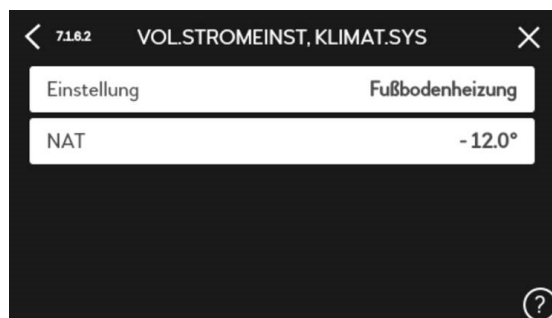 7.1.6.2 VOL.STROMEINST, KLIMAT.SYS
Einstellung Fußbodenheizung
NAT -12.0°
?